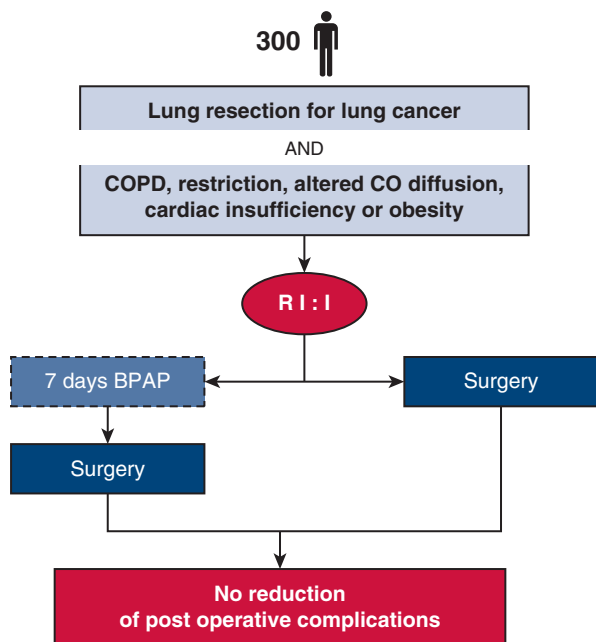 300
Lung resection for lung cancer
AND
COPD, restriction, altered CO diffusion,
cardiac insufficiency or obesity
R I : I
7 days BPAP
Surgery
Surgery
No reduction
of post operative complications